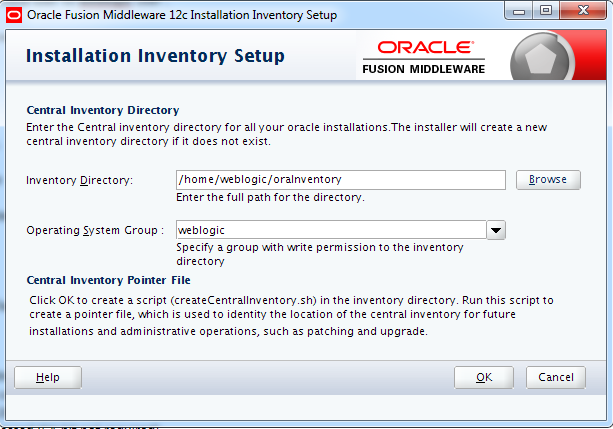 Oracle Fusion Middleware 12c Installation Inventory Setup
Installation Inventory Setup
ORACLE
FUSION MIDDLEWARE
Central Inventory Directory
Enter the Central inventory directory for all your oracle installations.The installer will create a new
central inventory directory if it does not exist.
Inventory Directory:
/home/weblogic/oraInventory
Browse
Enter the full path for the directory.
Operating System Group :
weblogic
Specify a group with write permission to the inventory
directory
Central Inventory Pointer File
Click OK to create a script (createCentralInventory.sh) in the inventory directory. Run this script to
create a pointer file, which is used to identity the location of the central inventory for future
installations and administrative operations, such as patching and upgrade.
Help
OK
Cancel